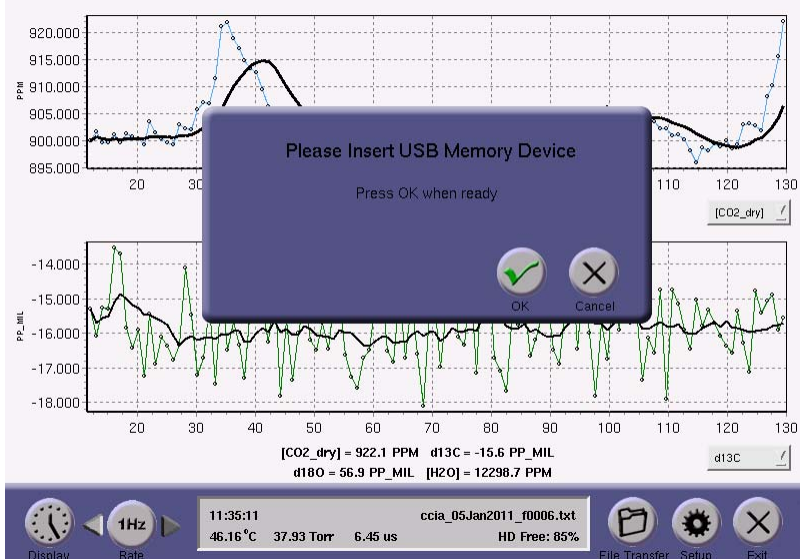 920.000
915.000
910.000
905.000
900.000
895.000
PPM
20 30 110 120 130
[CO2_dry]
Please Insert USB Memory Device
Press OK when ready
OK Cancel
-14.000
-15.000
-16.000
-17.000
-18.000
PP_MIL
20 30 40 50 60 70 80 90 100 110 120 130
d13C
[CO2_dry] = 922.1 PPM d13C = -15.6 PP_MIL
d18O = 56.9 PP_MIL [H2O] = 12298.7 PPM
Display
1Hz
Rate
11:35:11 ccia_05Jan2011_f0006.txt
46.16°C 37.93 Torr 6.45 us HD Free: 85%
File Transfer Setup Exit